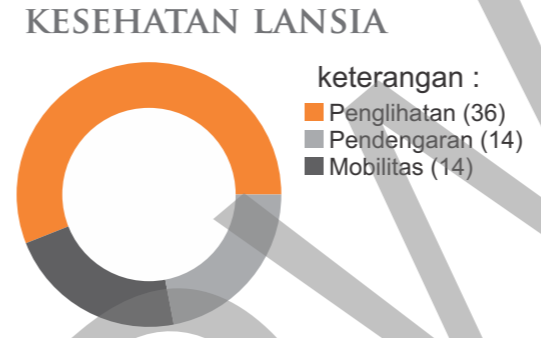 KESEHATAN LANSIA
keterangan :
Penglihatan (36)
Pendengaran (14)
Mobilitas (14)